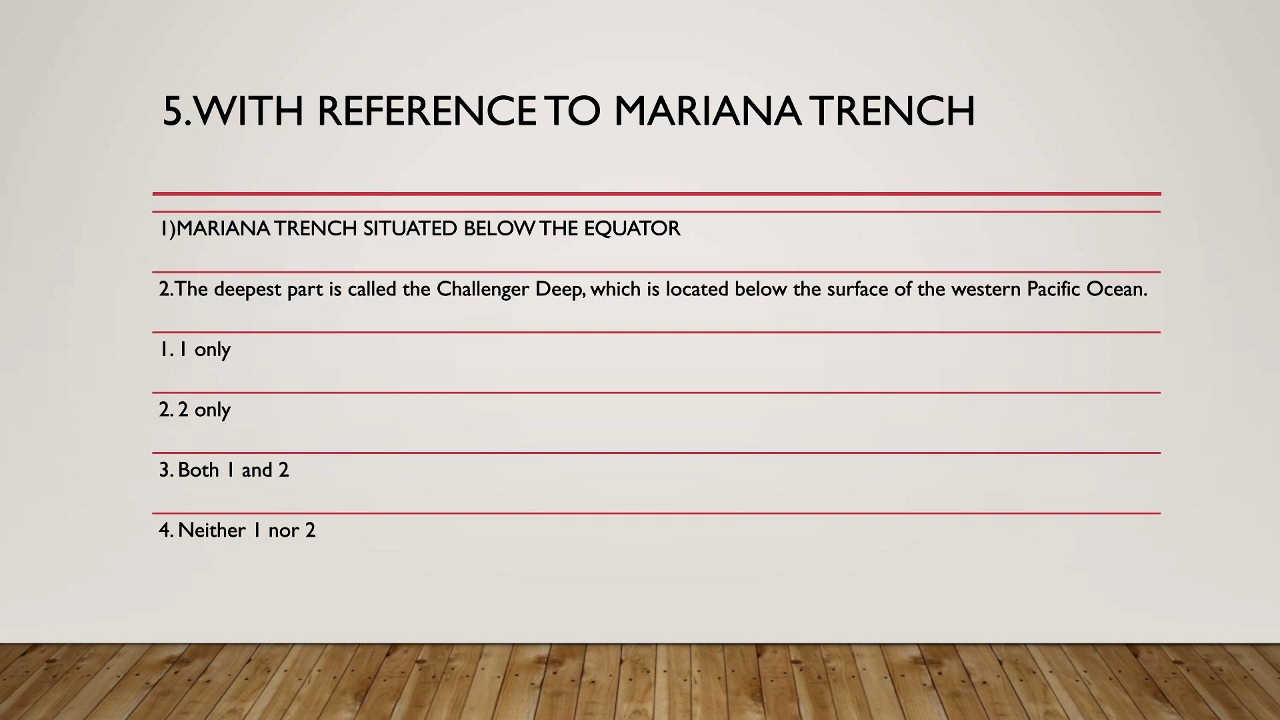 5.WITH REFERENCE TO MARIANA TRENCH
1)MARIANA TRENCH SITUATED BELOW THE EQUATOR
2.The deepest part is called the Challenger Deep, which is located below the surface of the western Pacific Ocean.
1. 1 only
2. 2 only
3. Both 1 and 2
4. Neither 1 nor 2